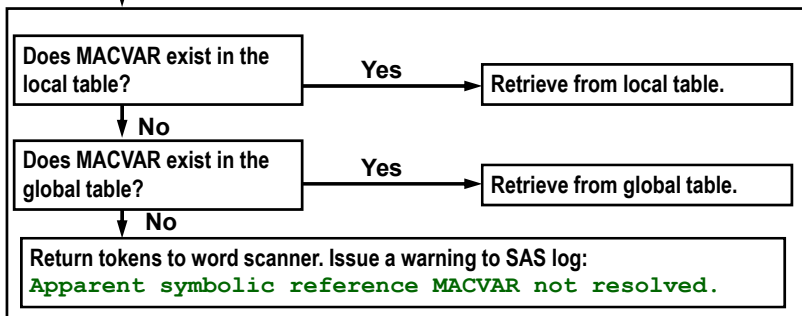 Does MACVAR exist in the
local table?
Yes
Retrieve from local table.
No
Does MACVAR exist in the
global table?
Yes
Retrieve from global table.
No
Return tokens to word scanner. Issue a warning to SAS log:
Apparent symbolic reference MACVAR not resolved.